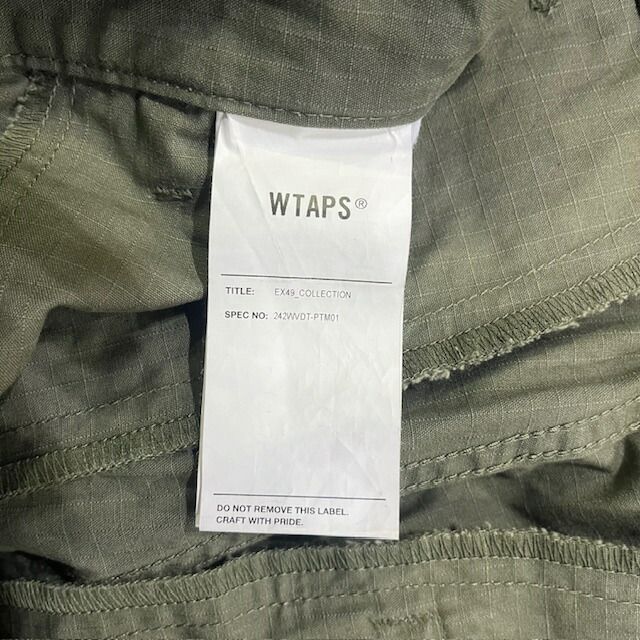 WTAPS®
TITLE: EX49_COLLECTION
SPEC NO: 242WVDT-PTM01
DO NOT REMOVE THIS LABEL.
CRAFT WITH PRIDE.